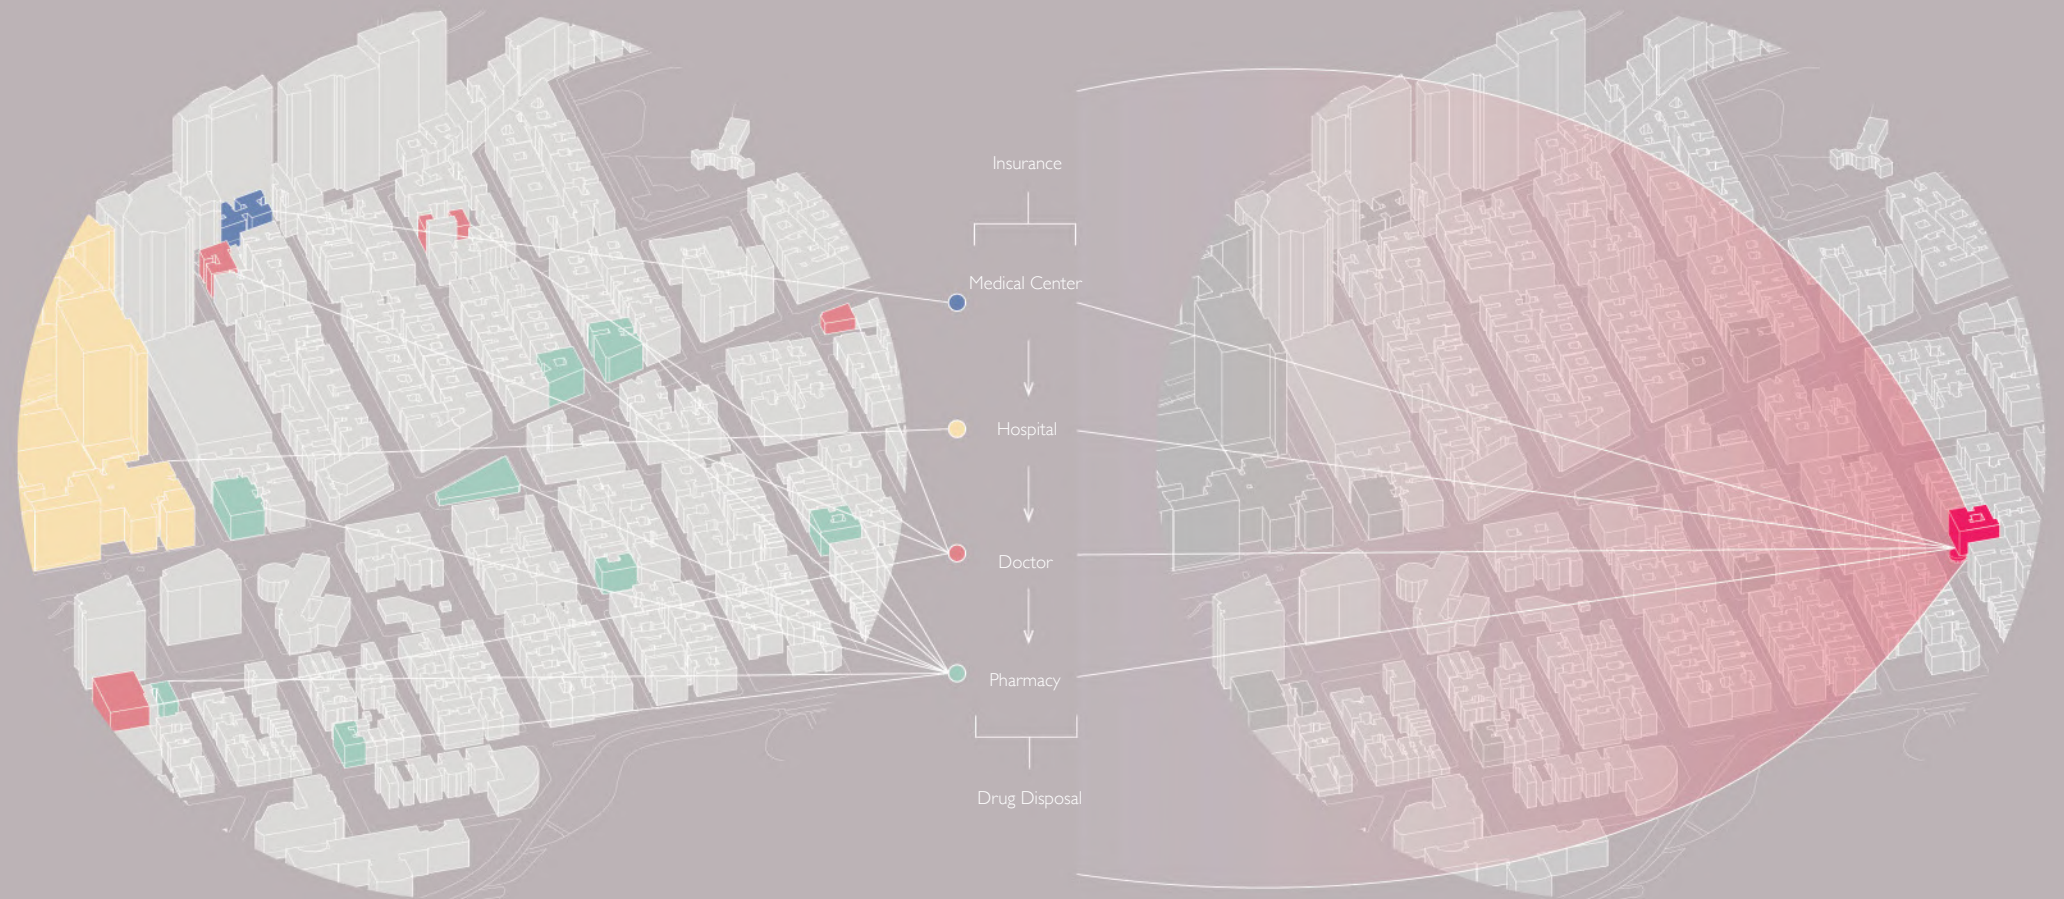 Insurance
Medical Center
Hospital
Doctor
Pharmacy
Drug Disposal